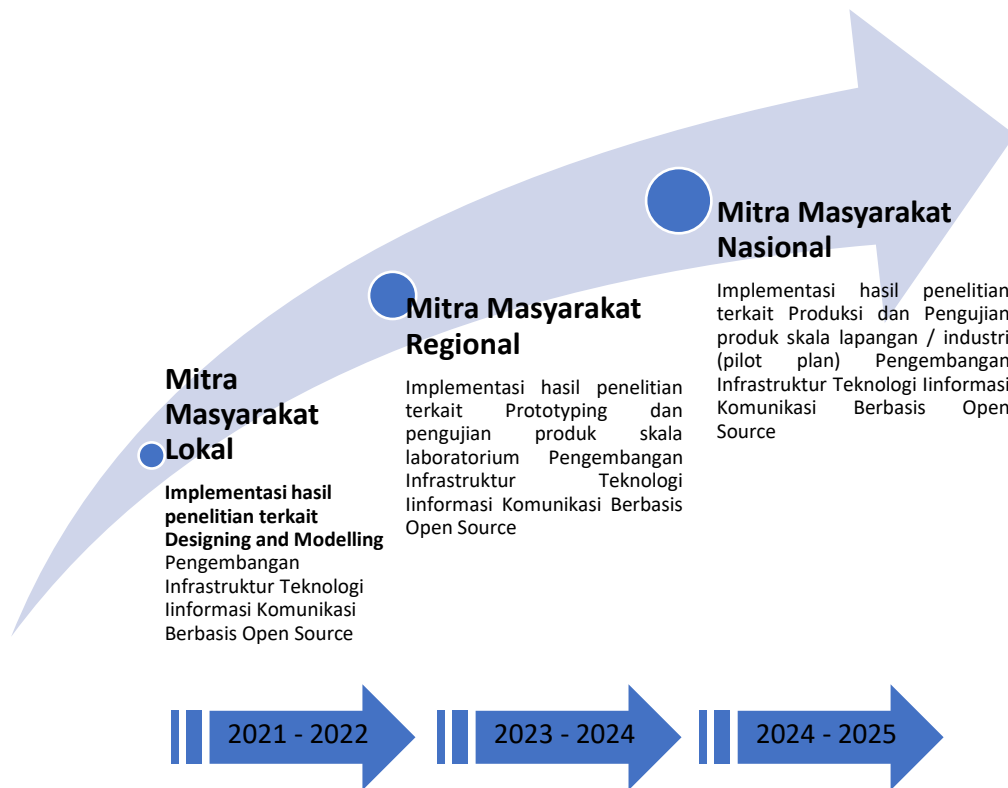 Mitra
Masyarakat
Lokal
Implementasi hasil
penelitian terkait
Designing and Modelling
Pengembangan
Infrastruktur Teknologi
Iinformasi Komunikasi
Berbasis Open Source
Mitra Masyarakat
Regional
Implementasi hasil penelitian
terkait Prototyping dan
pengujian produk skala
laboratorium Pengembangan
Infrastruktur Teknologi
Iinformasi Komunikasi Berbasis
Open Source
Mitra Masyarakat
Nasional
Implementasi hasil penelitian
terkait Produksi dan Pengujian
produk skala lapangan / industri
(pilot plan) Pengembangan
Infrastruktur Teknologi Iinformasi
Komunikasi Berbasis Open
Source
2021 - 2022
2023 - 2024
2024 - 2025